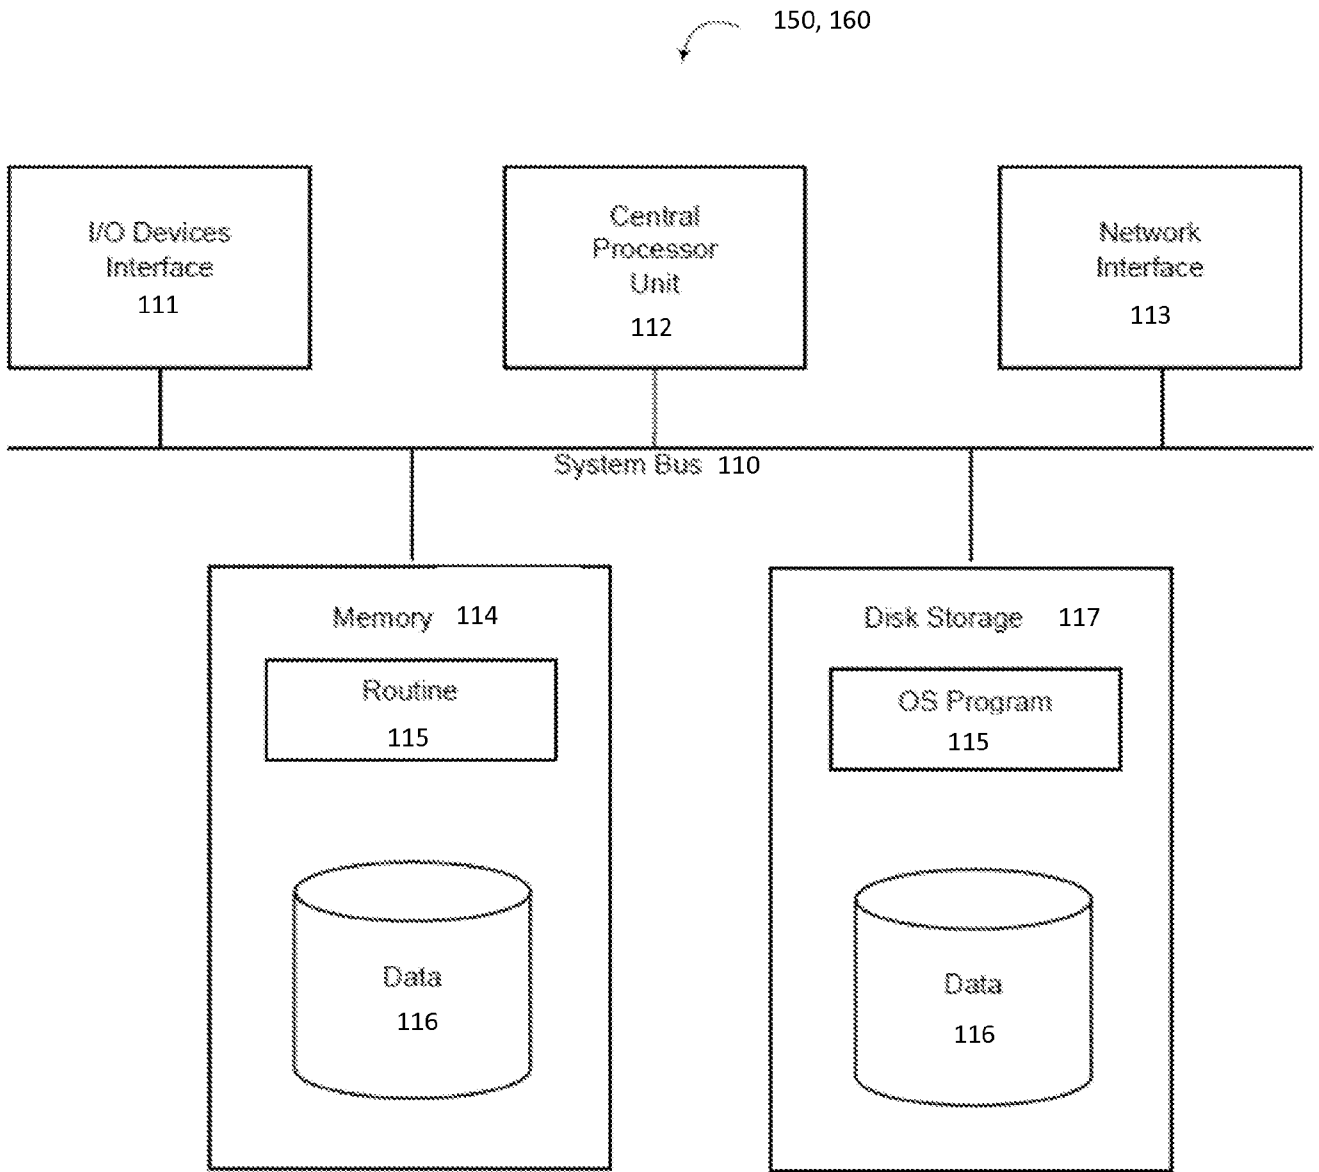 150, 160
I/O Devices
Interface
111
Central
Processor
Unit
112
Network
Interface
113
System Bus 110
Memory 114
Routine
115
Data
116
Disk Storage 117
OS Program
115
Data
116